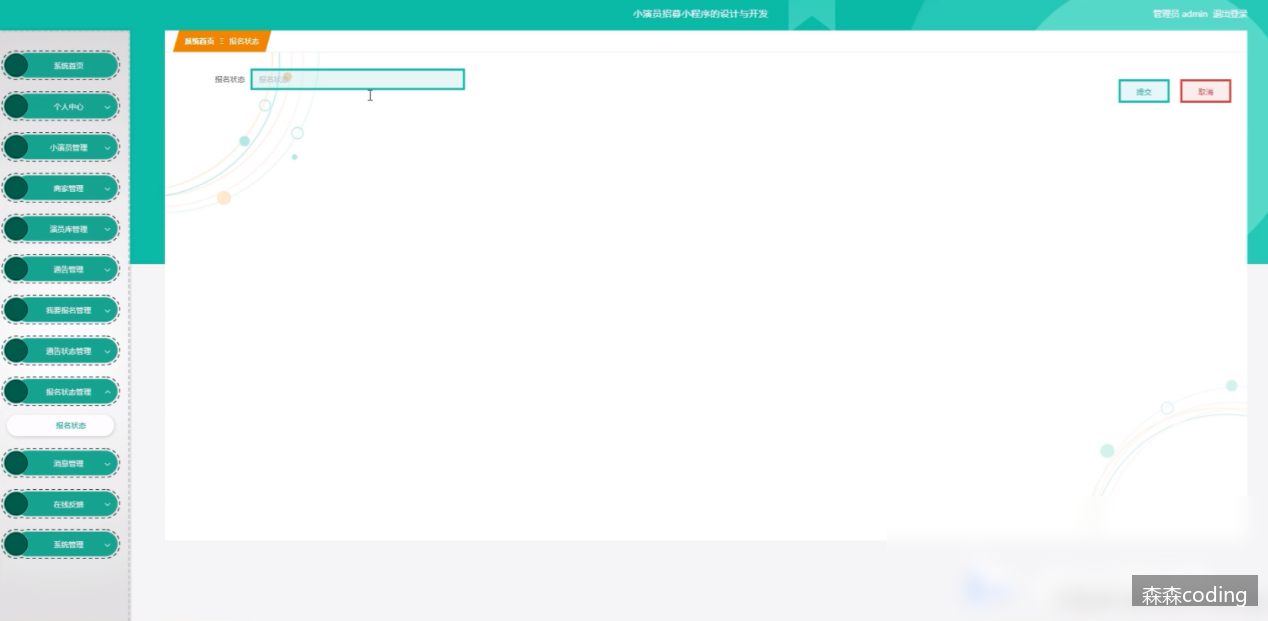 小演员招募小程序的设计与开发
管理员 admin 退出登录
系统首页
报名状态
系统首页
个人中心
小演员管理
商家管理
演员库管理
通告管理
我要报名管理
通告状态管理
报名状态管理
报名状态
消息管理
在线反馈
系统管理
报名状态
报名状态
提交
取消
森森coding